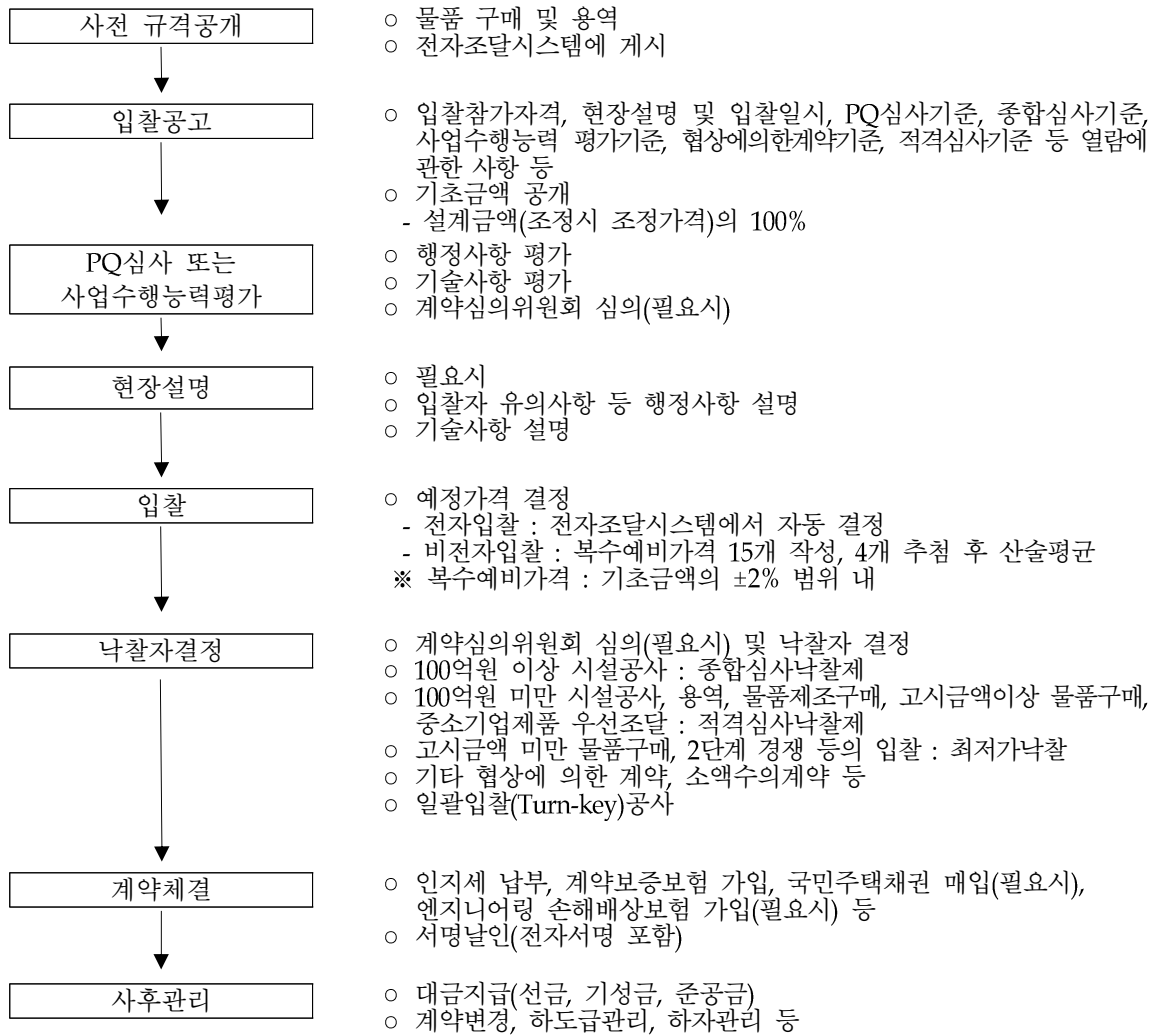 사전 규격공개
○ 물품 구매 및 용역
○ 전자조달시스템에 게시
입찰공고
○ 입찰참가자격, 현장설명 및 입찰일시, PQ심사기준, 종합심사기준,
사업수행능력 평가기준, 협상에의한계약기준, 적격심사기준 등 열람에
관한 사항 등
○ 기초금액 공개
- 설계금액(조정시 조정가격)의 100%
PQ심사 또는
사업수행능력평가
○ 행정사항 평가
○ 기술사항 평가
○ 계약심의위원회 심의(필요시)
현장설명
○ 필요시
○ 입찰자 유의사항 등 행정사항 설명
○ 기술사항 설명
입찰
○ 예정가격 결정
- 전자입찰 : 전자조달시스템에서 자동 결정
- 비전자입찰 : 복수예비가격 15개 작성, 4개 추첨 후 산술평균
※ 복수예비가격 : 기초금액의 ±2% 범위 내
낙찰자결정
○ 계약심의위원회 심의(필요시) 및 낙찰자 결정
○ 100억원 이상 시설공사 : 종합심사낙찰제
○ 100억원 미만 시설공사, 용역, 물품제조구매, 고시금액이상 물품구매,
중소기업제품 우선조달 : 적격심사낙찰제
○ 고시금액 미만 물품구매, 2단계 경쟁 등의 입찰 : 최저가낙찰
○ 기타 협상에 의한 계약, 소액수의계약 등
○ 일괄입찰(Turn-key)공사
계약체결
○ 인지세 납부, 계약보증보험 가입, 국민주택채권 매입(필요시),
엔지니어링 손해배상보험 가입(필요시) 등
○ 서명날인(전자서명 포함)
사후관리
○ 대금지급(선금, 기성금, 준공금)
○ 계약변경, 하도급관리, 하자관리 등